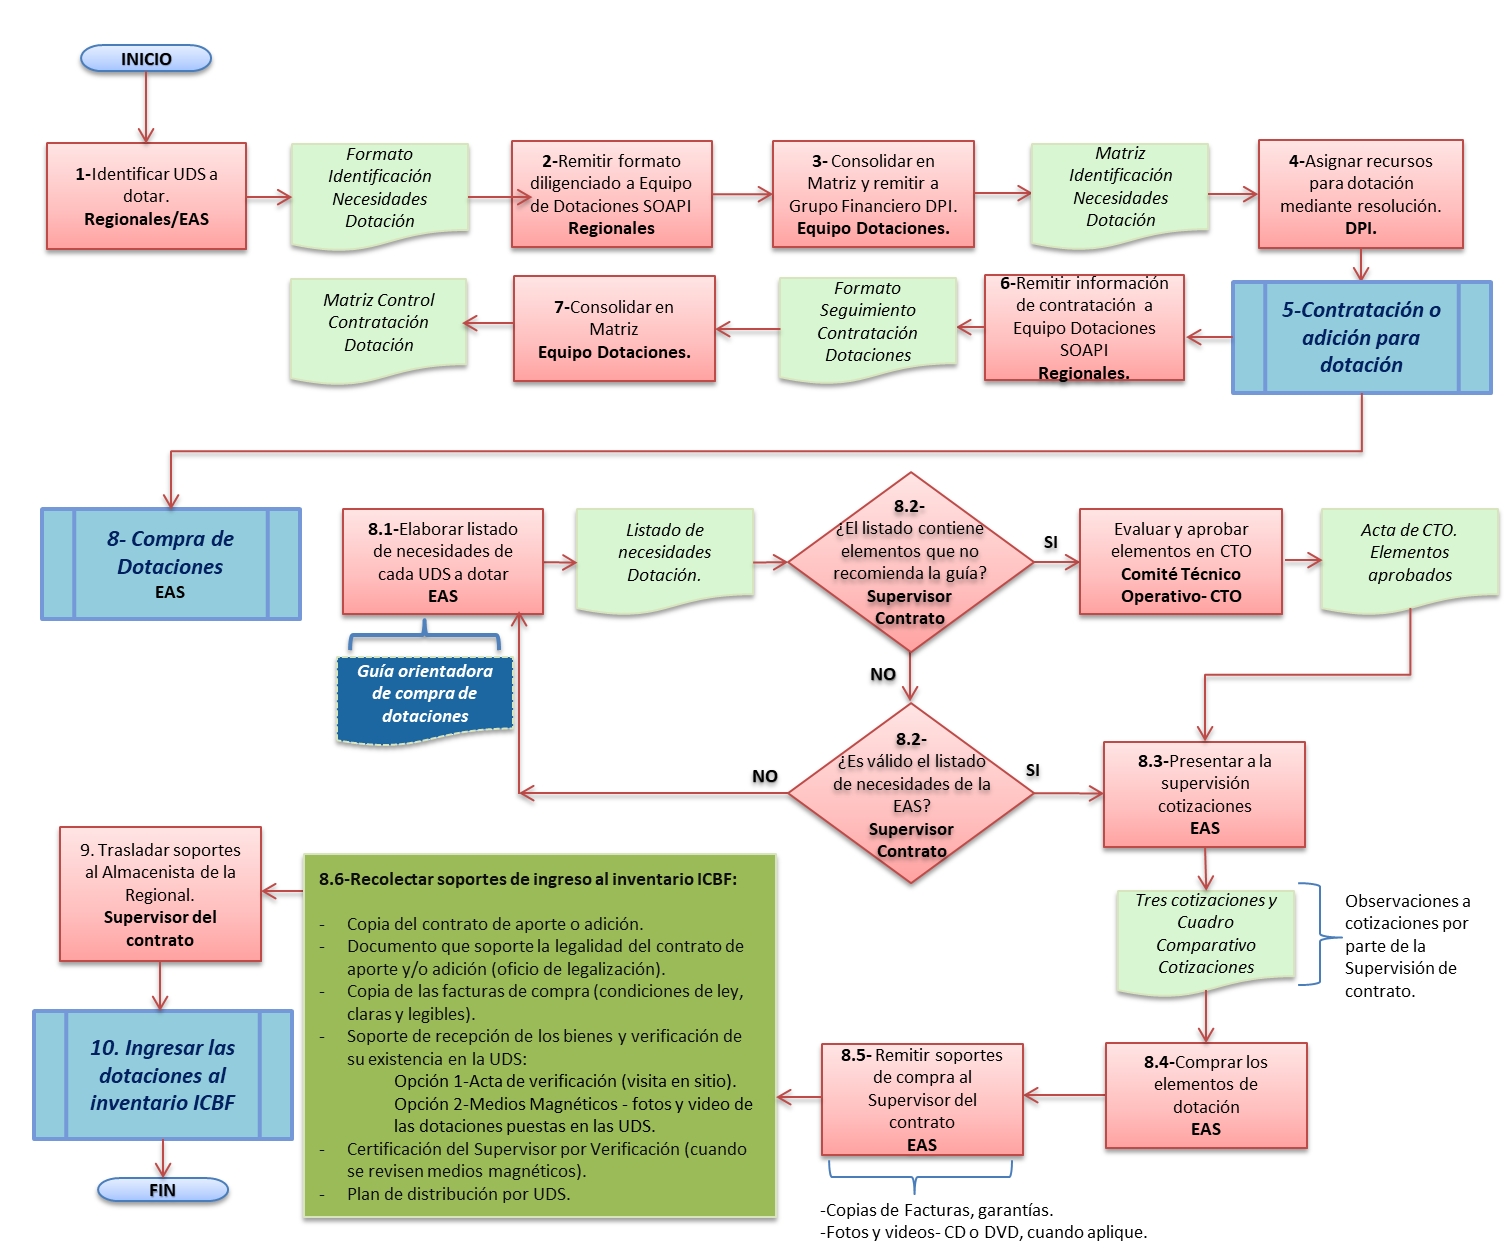 INICIO
1-Identificar UDS a
dotar.
Regionales/EAS
Formato
Identificación
Necesidades
Dotación
2-Remitir formato
diligenciado a Equipo
de Dotaciones SOAPI
Regionales
3- Consolidar en
Matriz y remitir a
Grupo Financiero DPI.
Equipo Dotaciones.
Matriz
Identificación
Necesidades
Dotación
4-Asignar recursos
para dotación
mediante resolución.
DPI.
5-Contratación o
adición para
dotación
6-Remitir información
de contratación a
Equipo Dotaciones
SOAPI
Regionales.
Formato
Seguimiento
Contratación
Dotaciones
7-Consolidar en
Matriz
Equipo Dotaciones.
Matriz Control
Contratación
Dotación
8- Compra de
Dotaciones
EAS
8.1-Elaborar listado
de necesidades de
cada UDS a dotar
EAS
Guía orientadora
de compra de
dotaciones
Listado de
necesidades
Dotación.
8.2-
¿El listado contiene
elementos que no
recomienda la guía?
Supervisor
Contrato
SI
NO
Evaluar y aprobar
elementos en CTO
Comité Técnico
Operativo- CTO
Acta de CTO.
Elementos
aprobados
8.2-
¿Es válido el listado
de necesidades de la
EAS?
Supervisor
Contrato
NO
SI
8.3-Presentar a la
supervisión
cotizaciones
EAS
Tres cotizaciones y
Cuadro
Comparativo
Cotizaciones
Observaciones a
cotizaciones por
parte de la
Supervisión de
contrato.
8.4-Comprar los
elementos de
dotación
EAS
8.5- Remitir soportes
de compra al
Supervisor del
contrato
EAS
-Copias de Facturas, garantías.
-Fotos y videos- CD o DVD, cuando aplique.
8.6-Recolectar soportes de ingreso al inventario ICBF:
- Copia del contrato de aporte o adición.
- Documento que soporte la legalidad del contrato de
aporte y/o adición (oficio de legalización).
- Copia de las facturas de compra (condiciones de ley,
claras y legibles).
- Soporte de recepción de los bienes y verificación de
su existencia en la UDS:
Opción 1-Acta de verificación (visita en sitio).
Opción 2-Medios Magnéticos - fotos y video de
las dotaciones puestas en las UDS.
- Certificación del Supervisor por Verificación (cuando
se revisen medios magnéticos).
- Plan de distribución por UDS.
9. Trasladar soportes
al Almacenista de la
Regional.
Supervisor del
contrato
10. Ingresar las
dotaciones al
inventario ICBF
FIN